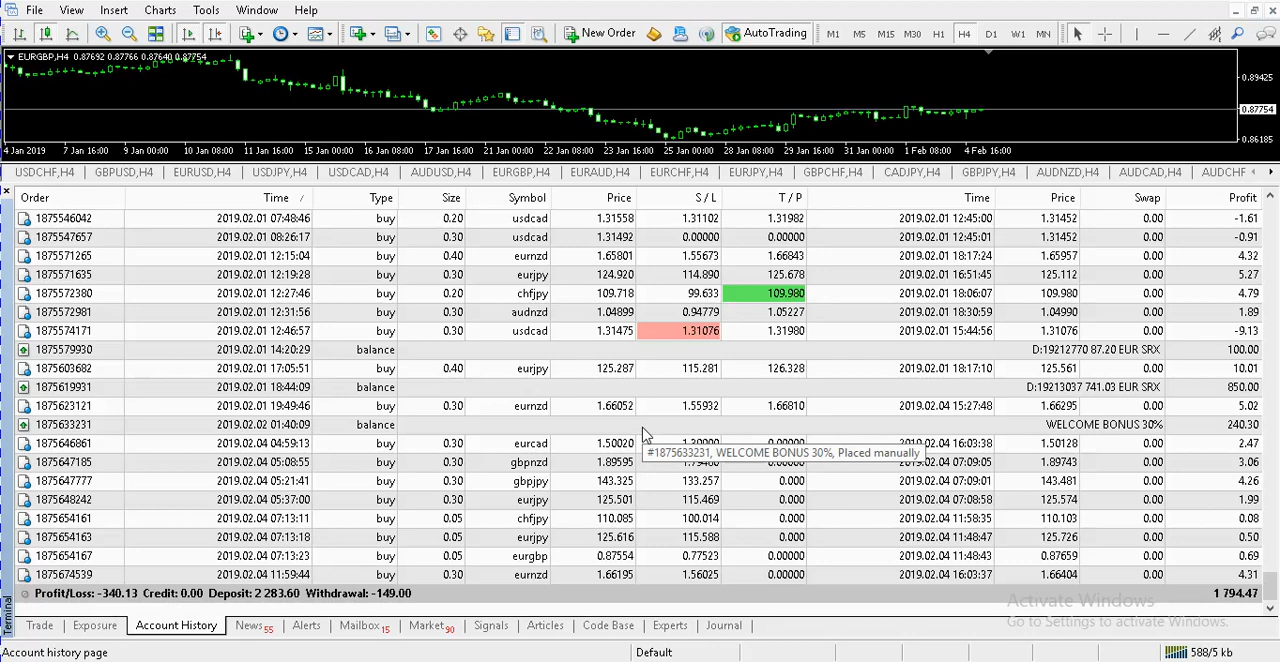 File View Insert Charts Tools Window Help
New Order AutoTrading M1 M5 M15 M30 H1 H4 D1 W1 MN
EURGBP,H4 0.87692 0.87766 0.87640 0.87754
0.89425
0.87754
0.86185
4 Jan 2019 7 Jan 16:00 9 Jan 00:00 10 Jan 08:00 11 Jan 16:00 15 Jan 00:00 16 Jan 08:00 17 Jan 16:00 21 Jan 00:00 22 Jan 08:00 23 Jan 16:00 25 Jan 00:00 28 Jan 08:00 29 Jan 16:00 31 Jan 00:00 1 Feb 08:00 4 Feb 16:00
USDCHF,H4 GBPUSD,H4 EURUSD,H4 USDJPY,H4 USDCAD,H4 AUDUSD,H4 EURGBP,H4 EURAUD,H4 EURCHF,H4 EURJPY,H4 GBPCHF,H4 CADJPY,H4 GBPJPY,H4 AUDNZD,H4 AUDCAD,H4 AUDCHF
Order Time / Type Size Symbol Price S / L T / P Time Price Swap Profit
1875546042 2019.02.01 07:48:46 buy 0.20 usdcad 1.31558 1.31102 1.31982 2019.02.01 12:45:00 1.31452 0.00 -1.61
1875547657 2019.02.01 08:26:17 buy 0.30 usdcad 1.31492 0.00000 0.00000 2019.02.01 12:45:01 1.31452 0.00 -0.91
1875571265 2019.02.01 12:15:04 buy 0.40 eurnzd 1.65801 1.55673 1.66843 2019.02.01 18:17:24 1.65957 0.00 4.32
1875571635 2019.02.01 12:19:28 buy 0.30 eurjpy 124.920 114.890 125.678 2019.02.01 16:51:45 125.112 0.00 5.27
1875572380 2019.02.01 12:27:46 buy 0.20 chfjpy 109.718 99.633 109.980 2019.02.01 18:06:07 109.980 0.00 4.79
1875572981 2019.02.01 12:31:56 buy 0.30 audnzd 1.04899 0.94779 1.05227 2019.02.01 18:30:59 1.04990 0.00 1.89
1875574171 2019.02.01 12:46:57 buy 0.30 usdcad 1.31475 1.31076 1.31980 2019.02.01 15:44:56 1.31076 0.00 -9.13
1875579930 2019.02.01 14:20:29 balance D:19212770 87.20 EUR SRX 100.00
1875603682 2019.02.01 17:05:51 buy 0.40 eurjpy 125.287 115.281 126.328 2019.02.01 18:17:10 125.561 0.00 10.01
1875619931 2019.02.01 18:44:09 balance D:19213037 741.03 EUR SRX 850.00
1875623121 2019.02.01 19:49:46 buy 0.30 eurnzd 1.66052 1.55932 1.66810 2019.02.04 15:27:48 1.66295 0.00 5.02
1875633231 2019.02.02 01:40:09 balance WELCOME BONUS 30% 240.30
1875646861 2019.02.04 04:59:13 buy 0.30 eurcad 1.50020 1.30000 0.00000 2019.02.04 16:03:38 1.50128 0.00 2.47
#1875633231, WELCOME BONUS 30%, Placed manually
1875647185 2019.02.04 05:08:55 buy 0.30 gbpnzd 1.89595 1.79480 0.00000 2019.02.04 07:09:05 1.89743 0.00 3.06
1875647777 2019.02.04 05:21:41 buy 0.30 gbpjpy 143.325 133.257 0.000 2019.02.04 07:09:01 143.481 0.00 4.26
1875648242 2019.02.04 05:37:00 buy 0.30 eurjpy 125.501 115.469 0.000 2019.02.04 07:08:58 125.574 0.00 1.99
1875654161 2019.02.04 07:13:11 buy 0.05 chfjpy 110.085 100.014 0.000 2019.02.04 11:58:35 110.103 0.00 0.08
1875654163 2019.02.04 07:13:18 buy 0.05 eurjpy 125.616 115.588 0.000 2019.02.04 11:48:47 125.726 0.00 0.50
1875654167 2019.02.04 07:13:23 buy 0.05 eurgbp 0.87554 0.77523 0.00000 2019.02.04 11:48:43 0.87659 0.00 0.69
1875674539 2019.02.04 11:59:44 buy 0.30 eurnzd 1.66195 1.56025 0.00000 2019.02.04 16:03:37 1.66404 0.00 4.31
Profit/Loss: -340.13 Credit: 0.00 Deposit: 2 283.60 Withdrawal: -149.00 1 794.47
Activate Windows
Go to Settings to activate Windows.
Terminal
Trade Exposure Account History News 55 Alerts Mailbox 15 Market 90 Signals Articles Code Base Experts Journal
Account history page Default 588/5 kb